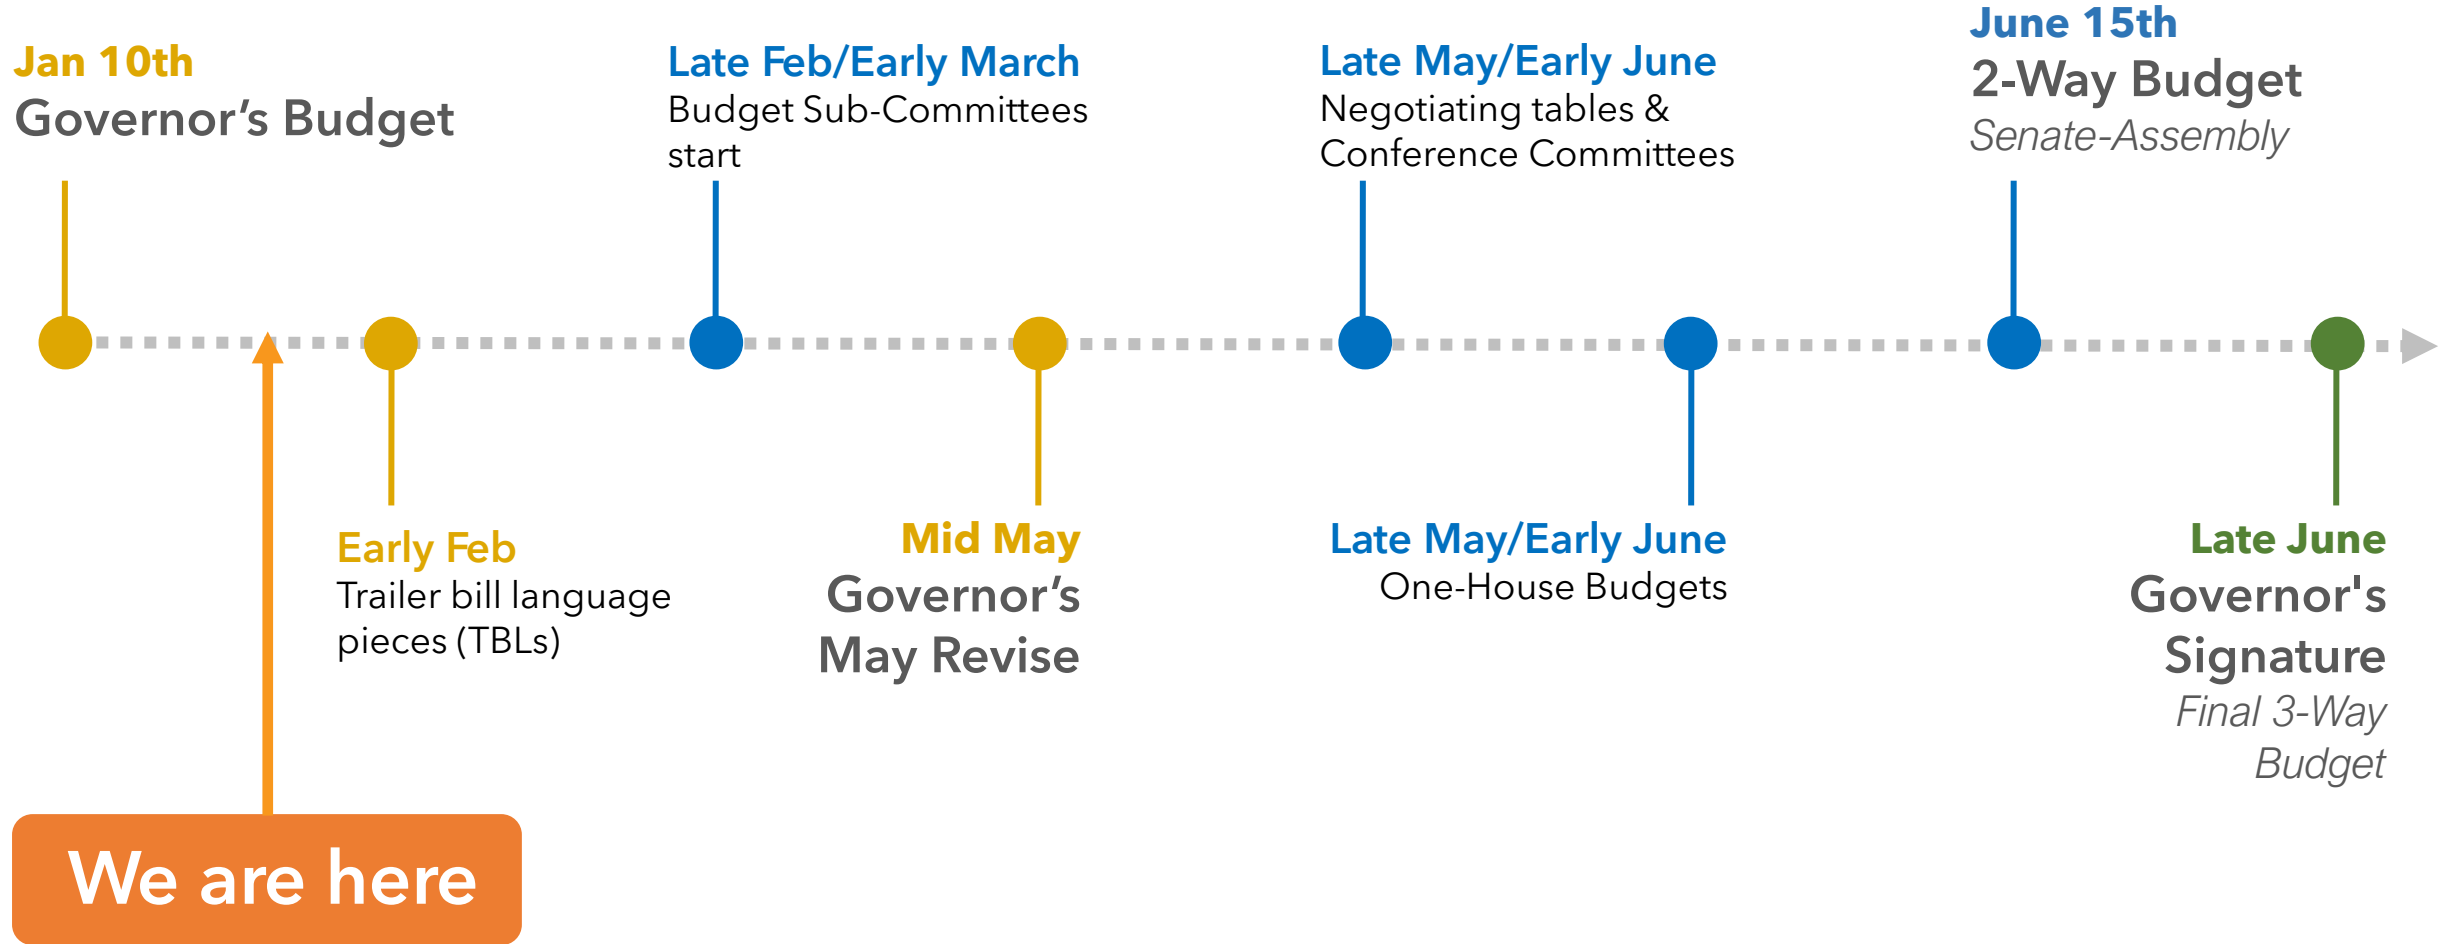 Jan 10th
Governor’s Budget
Late Feb/Early March
Budget Sub-Committees
start
Late May/Early June
Negotiating tables &
Conference Committees
June 15th
2-Way Budget
Senate-Assembly
Early Feb
Trailer bill language
pieces (TBLs)
Mid May
Governor’s
May Revise
Late May/Early June
One-House Budgets
Late June
Governor's
Signature
Final 3-Way
Budget
We are here